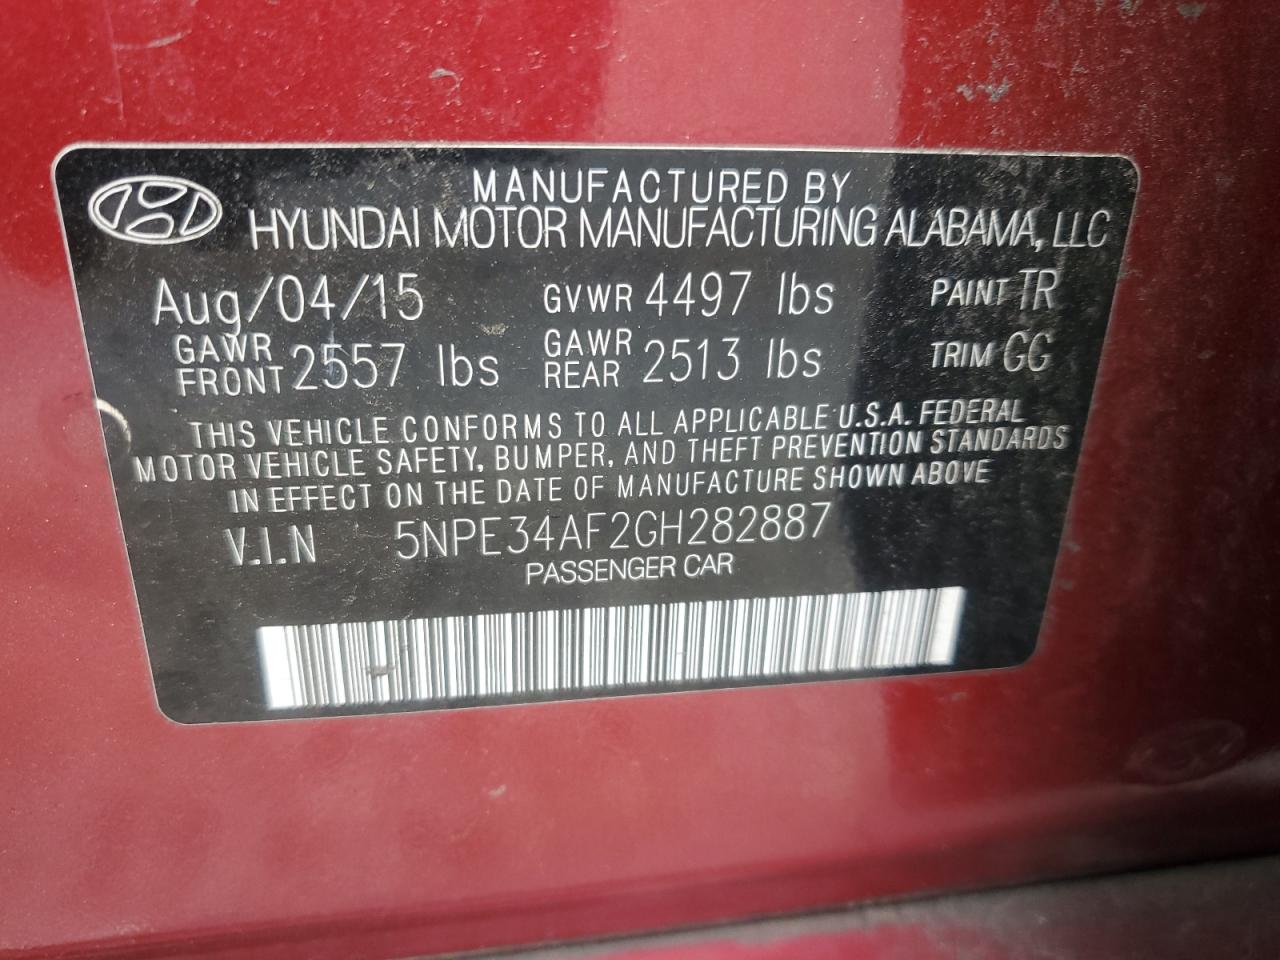 MANUFACTURED BY
HYUNDAI MOTOR MANUFACTURING ALABAMA, LLC
Aug/04/15 GVWR 4497 lbs PAINT TR
GAWR FRONT 2557 lbs GAWR REAR 2513 lbs TRIM GG
THIS VEHICLE CONFORMS TO ALL APPLICABLE U.S.A. FEDERAL
MOTOR VEHICLE SAFETY, BUMPER, AND THEFT PREVENTION STANDARDS
IN EFFECT ON THE DATE OF MANUFACTURE SHOWN ABOVE
V.I.N 5NPE34AF2GH282887
PASSENGER CAR